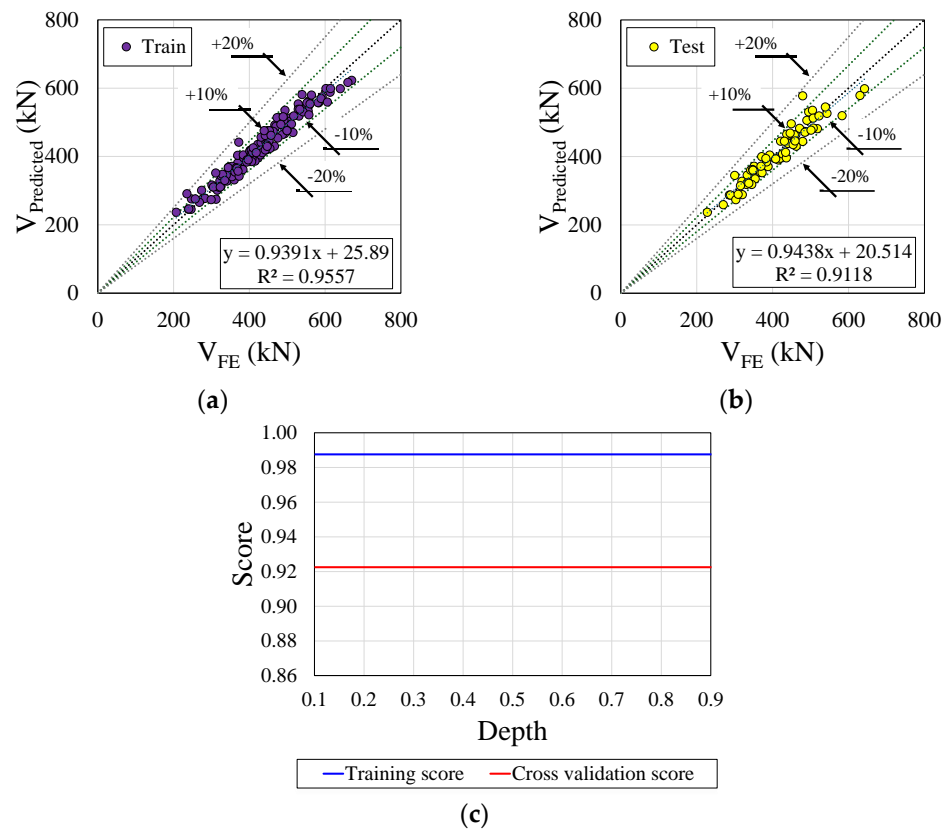 800
600
400
200
0
V_Predicted (kN)
Train
+20%
+10%
-10%
-20%
y = 0.9391x + 25.89
R² = 0.9557
0 200 400 600 800
V_FE (kN)
(a)
800
600
400
200
0
V_Predicted (kN)
Test
+20%
+10%
-10%
-20%
y = 0.9438x + 20.514
R² = 0.9118
0 200 400 600 800
V_FE (kN)
(b)
1.00
0.98
0.96
0.94
0.92
0.90
0.88
0.86
Score
0.1 0.2 0.3 0.4 0.5 0.6 0.7 0.8 0.9
Depth
Training score Cross validation score
(c)